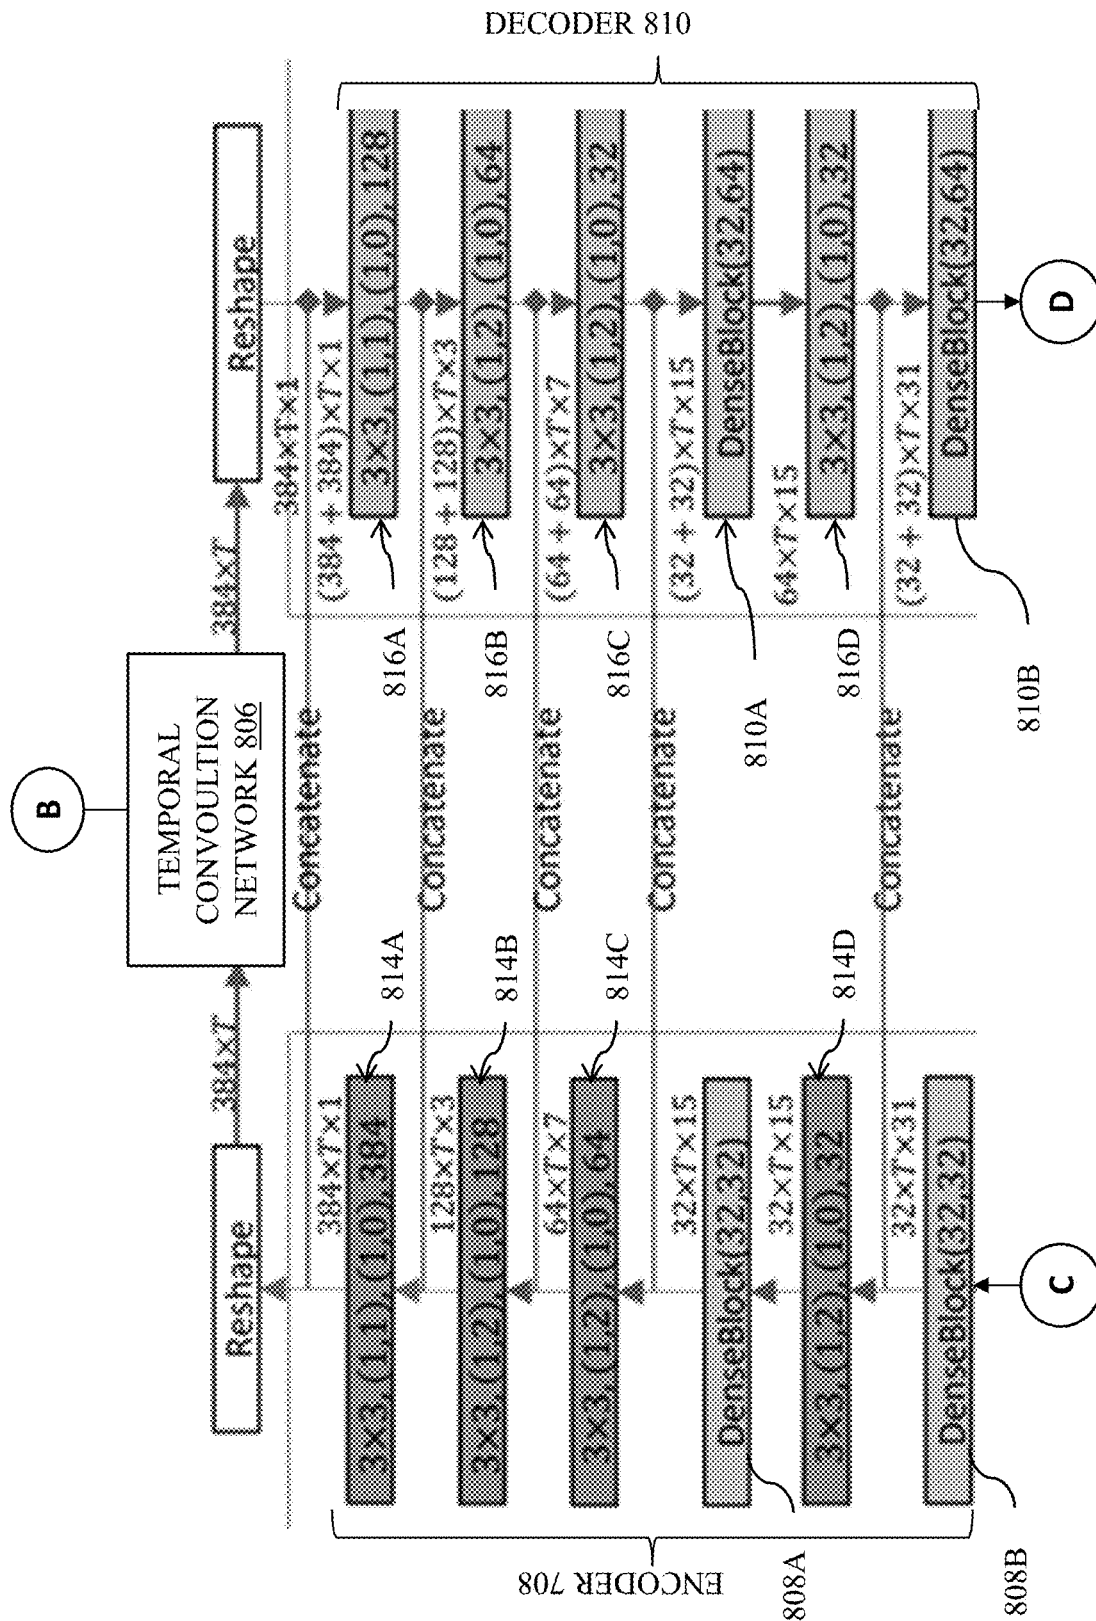 B
TEMPORAL
CONVOULTION
NETWORK 806
384×T
384×T
Reshape
Reshape
384×T×1
Concatenate
384×T×1
(384 + 384)×T×1
3×3, (1,1), (1,0), 384
814A
816A
3×3, (1,1), (1,0), 128
128×T×3
Concatenate
(128 + 128)×T×3
3×3, (1,2), (1,0), 128
814B
816B
3×3, (1,2), (1,0), 64
64×T×7
Concatenate
(64 + 64)×T×7
3×3, (1,2), (1,0), 64
814C
816C
3×3, (1,2), (1,0), 32
32×T×15
Concatenate
(32 + 32)×T×15
DenseBlock(32,32)
808A
810A
DenseBlock(32,64)
32×T×15
64×T×15
3×3, (1,2), (1,0), 32
814D
816D
3×3, (1,2), (1,0), 32
32×T×31
Concatenate
(32 + 32)×T×31
DenseBlock(32,32)
808B
810B
DenseBlock(32,64)
C
D
ENCODER 708
DECODER 810